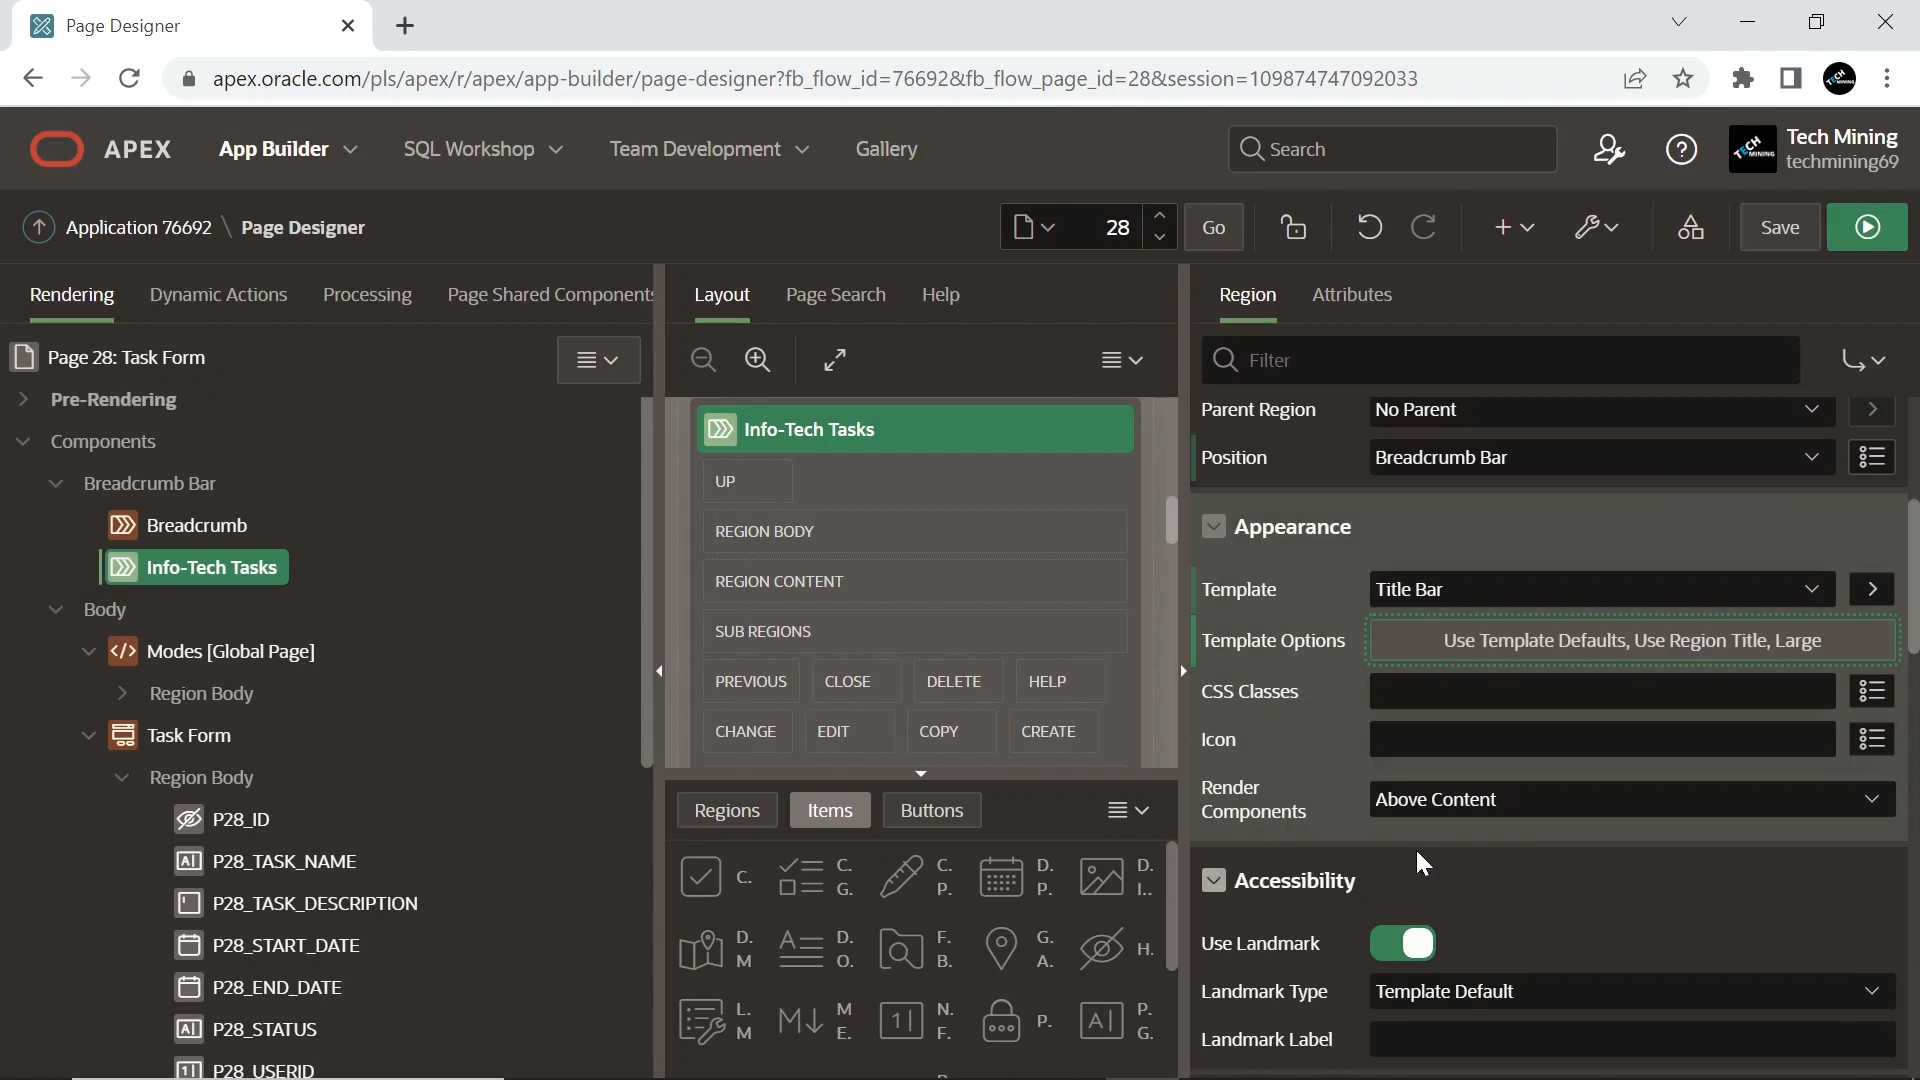 Page Designer
apex.oracle.com/pls/apex/r/apex/app-builder/page-designer?fb_flow_id=76692&fb_flow_page_id=28&session=109874747092033
APEX
App Builder
SQL Workshop
Team Development
Gallery
Search
Tech Mining
techmining69
Application 76692 \ Page Designer
28
Go
Save
Rendering
Dynamic Actions
Processing
Page Shared Components
Layout
Page Search
Help
Region
Attributes
Page 28: Task Form
Pre-Rendering
Components
Breadcrumb Bar
Breadcrumb
Info-Tech Tasks
Body
Modes [Global Page]
Region Body
Task Form
Region Body
P28_ID
P28_TASK_NAME
P28_TASK_DESCRIPTION
P28_START_DATE
P28_END_DATE
P28_STATUS
P28_USERID
Info-Tech Tasks
UP
REGION BODY
REGION CONTENT
SUB REGIONS
PREVIOUS
CLOSE
DELETE
HELP
CHANGE
EDIT
COPY
CREATE
Regions
Items
Buttons
C.
C.
G.
C.
P.
D.
P.
D.
I..
D.
M
D.
O.
F.
B.
G.
A.
H.
L.
M
M
E.
N.
F.
P.
P.
G.
Filter
Parent Region
No Parent
Position
Breadcrumb Bar
Appearance
Template
Title Bar
Template Options
Use Template Defaults, Use Region Title, Large
CSS Classes
Icon
Render
Components
Above Content
Accessibility
Use Landmark
Landmark Type
Template Default
Landmark Label